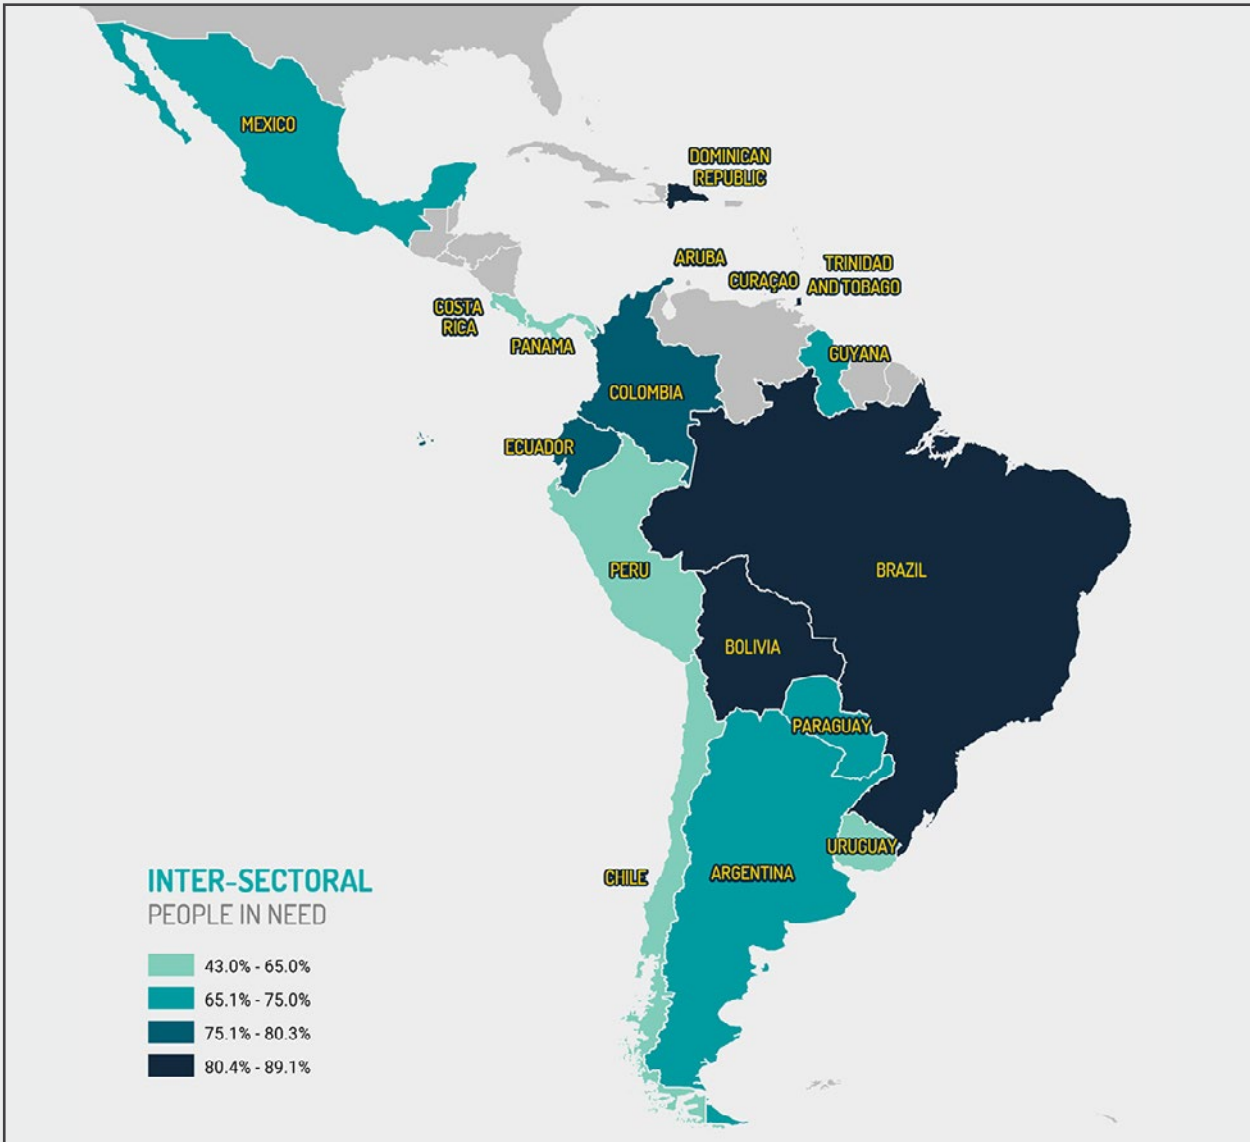 MEXICO
DOMINICAN
REPUBLIC
ARUBA
CURAÇAO
TRINIDAD
AND TOBAGO
COSTA
RICA
PANAMA
GUYANA
COLOMBIA
ECUADOR
PERU
BRAZIL
BOLIVIA
PARAGUAY
URUGUAY
CHILE
ARGENTINA
INTER-SECTORAL
PEOPLE IN NEED
43.0% - 65.0%
65.1% - 75.0%
75.1% - 80.3%
80.4% - 89.1%